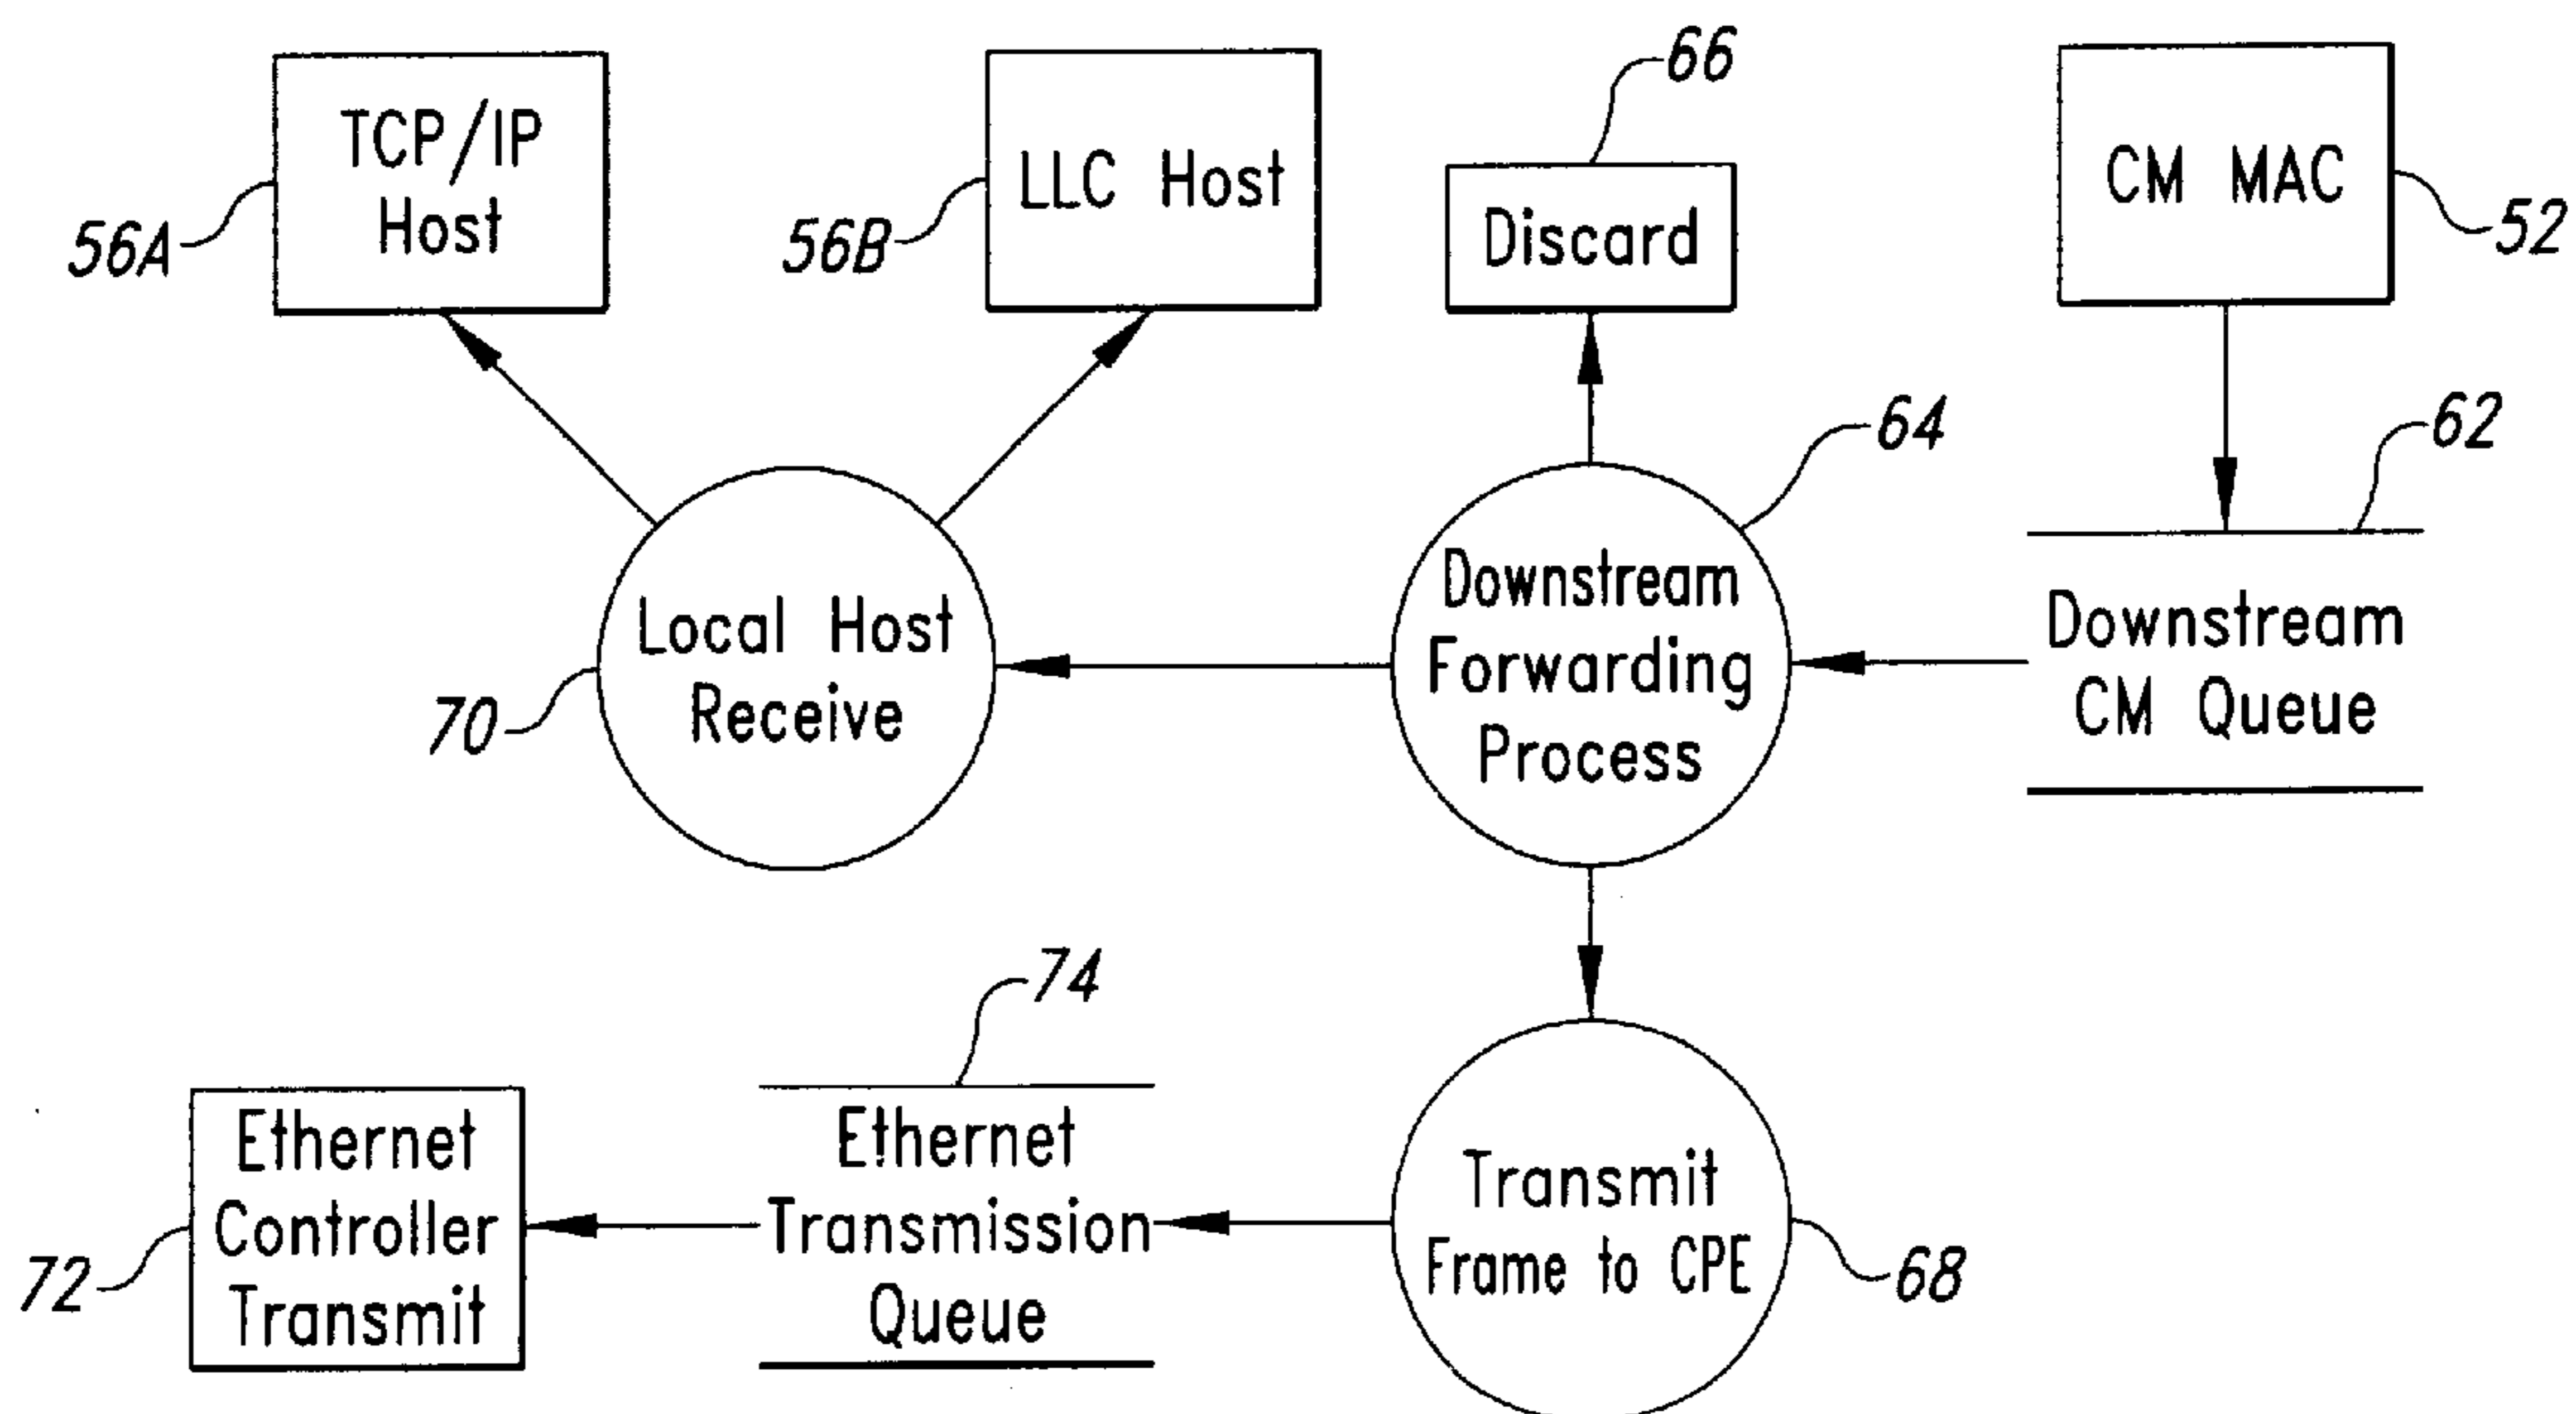 TCP/IP
Host
56A
LLC Host
56B
66
Discard
CM MAC
52
64
62
Local Host
Receive
70
Downstream
Forwarding
Process
Downstream
CM Queue
74
Ethernet
Controller
Transmit
72
Ethernet
Transmission
Queue
Transmit
Frame to CPE
68